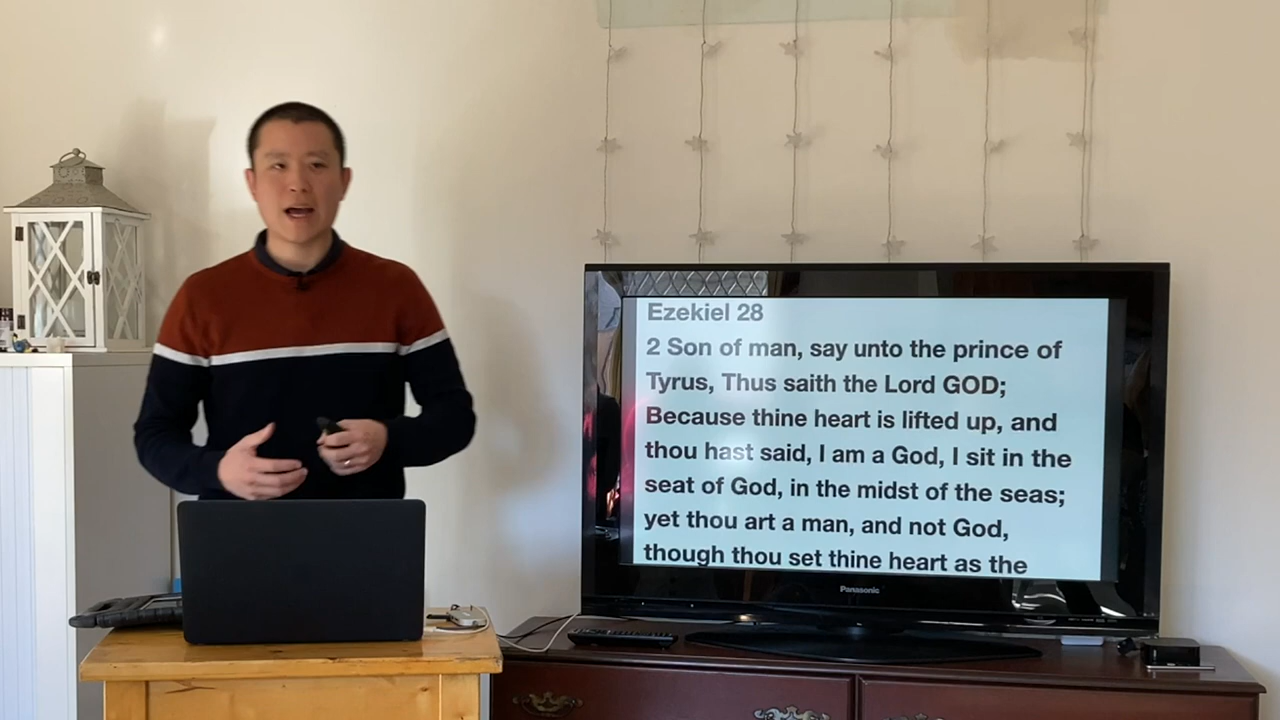 Ezekiel 28
2 Son of man, say unto the prince of
Tyrus, Thus saith the Lord GOD;
Because thine heart is lifted up, and
thou hast said, I am a God, I sit in the
seat of God, in the midst of the seas;
yet thou art a man, and not God,
though thou set thine heart as the
Panasonic